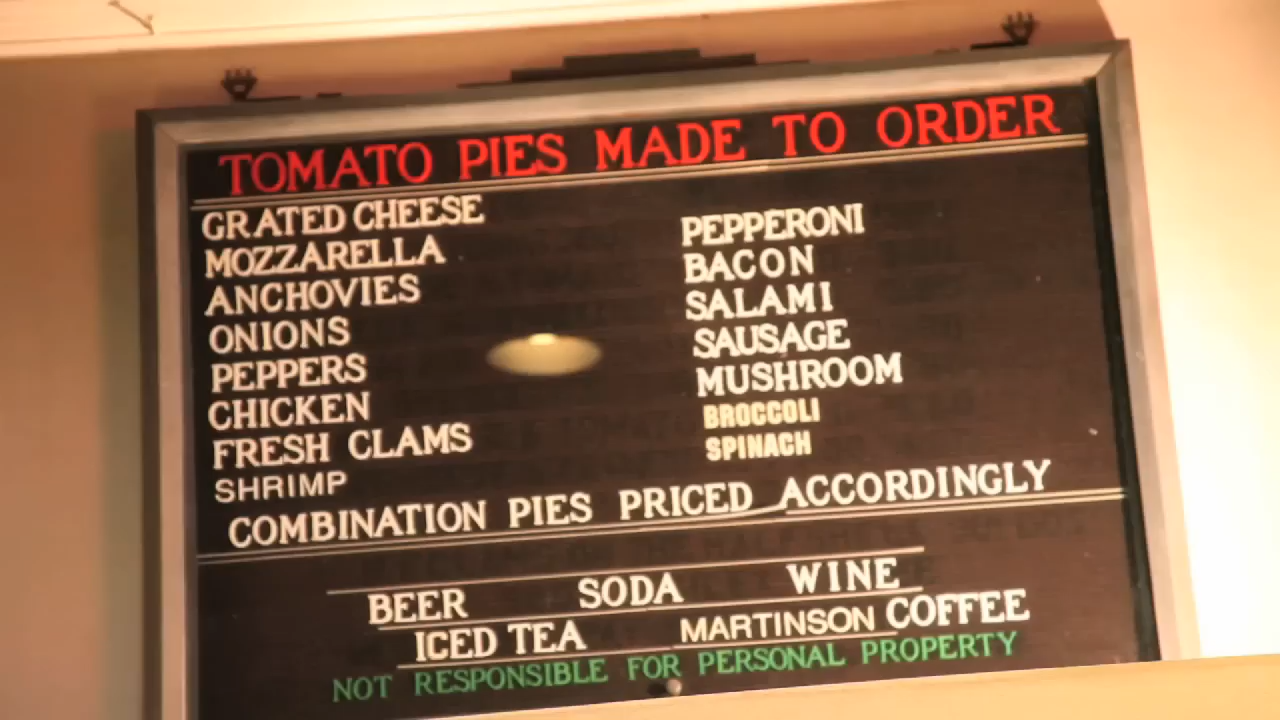 TOMATO PIES MADE TO ORDER
GRATED CHEESE
MOZZARELLA
ANCHOVIES
ONIONS
PEPPERS
CHICKEN
FRESH CLAMS
SHRIMP
PEPPERONI
BACON
SALAMI
SAUSAGE
MUSHROOM
BROCCOLI
SPINACH
COMBINATION PIES PRICED ACCORDINGLY
BEER SODA WINE
ICED TEA MARTINSON COFFEE
NOT RESPONSIBLE FOR PERSONAL PROPERTY